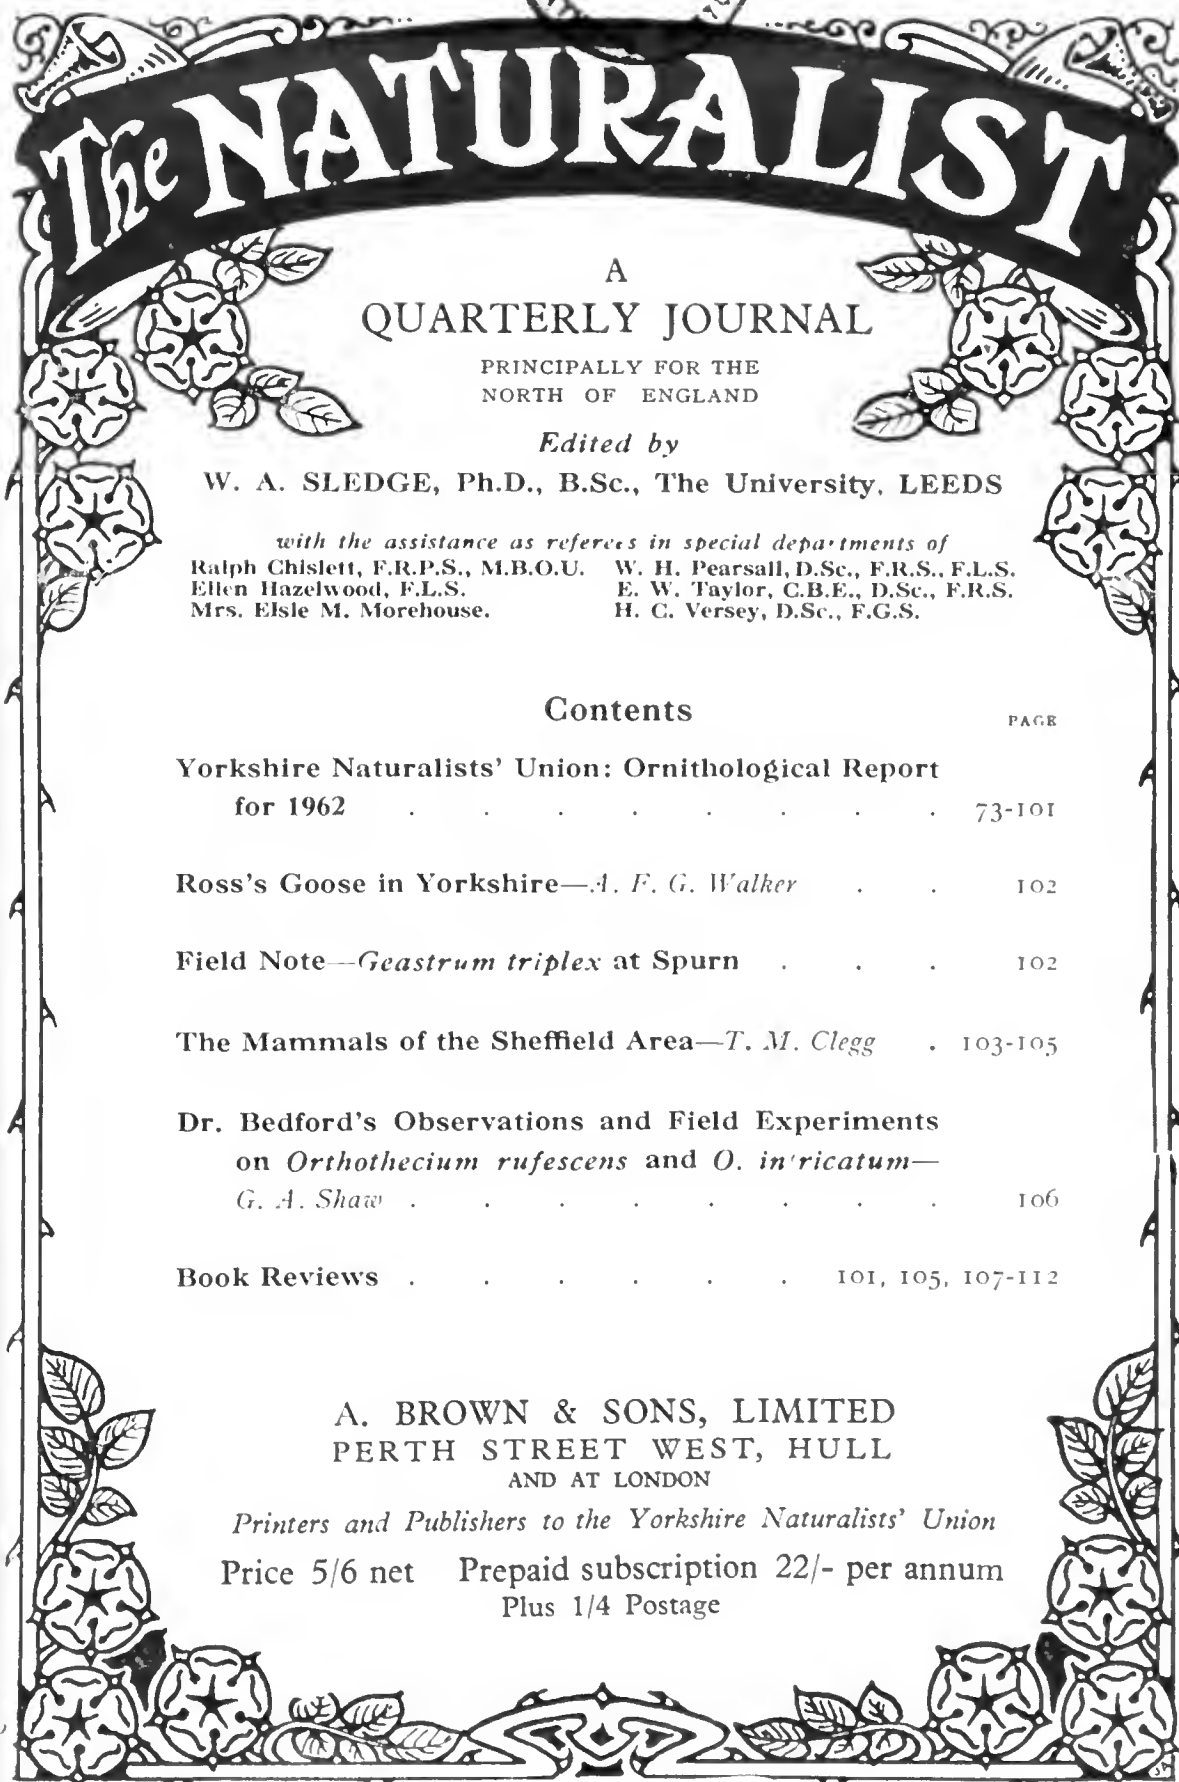 The NATURALIST
A
QUARTERLY JOURNAL
PRINCIPALLY FOR THE
NORTH OF ENGLAND
Edited by
W. A. SLEDGE, Ph.D., B.Sc., The University, LEEDS
with the assistance as referees in special departments of
Ralph Chislett, F.R.P.S., M.B.O.U. W. H. Pearsall, D.Sc., F.R.S., F.L.S.
Ellen Hazelwood, F.L.S. E. W. Taylor, C.B.E., D.Sc., F.R.S.
Mrs. Elsie M. Morehouse. H. C. Versey, D.Sc., F.G.S.
Contents
PAGE
Yorkshire Naturalists' Union: Ornithological Report
for 1962 . . . . . . . . 73-101
Ross's Goose in Yorkshire—A. F. G. Walker . . 102
Field Note—Geastrum triplex at Spurn . . . 102
The Mammals of the Sheffield Area—T. M. Clegg . 103-105
Dr. Bedford's Observations and Field Experiments
on Orthothecium rufescens and O. intricatum—
G. A. Shaw . . . . . . . . 106
Book Reviews . . . . . . 101, 105, 107-112
A. BROWN & SONS, LIMITED
PERTH STREET WEST, HULL
AND AT LONDON
Printers and Publishers to the Yorkshire Naturalists' Union
Price 5/6 net Prepaid subscription 22/- per annum
Plus 1/4 Postage